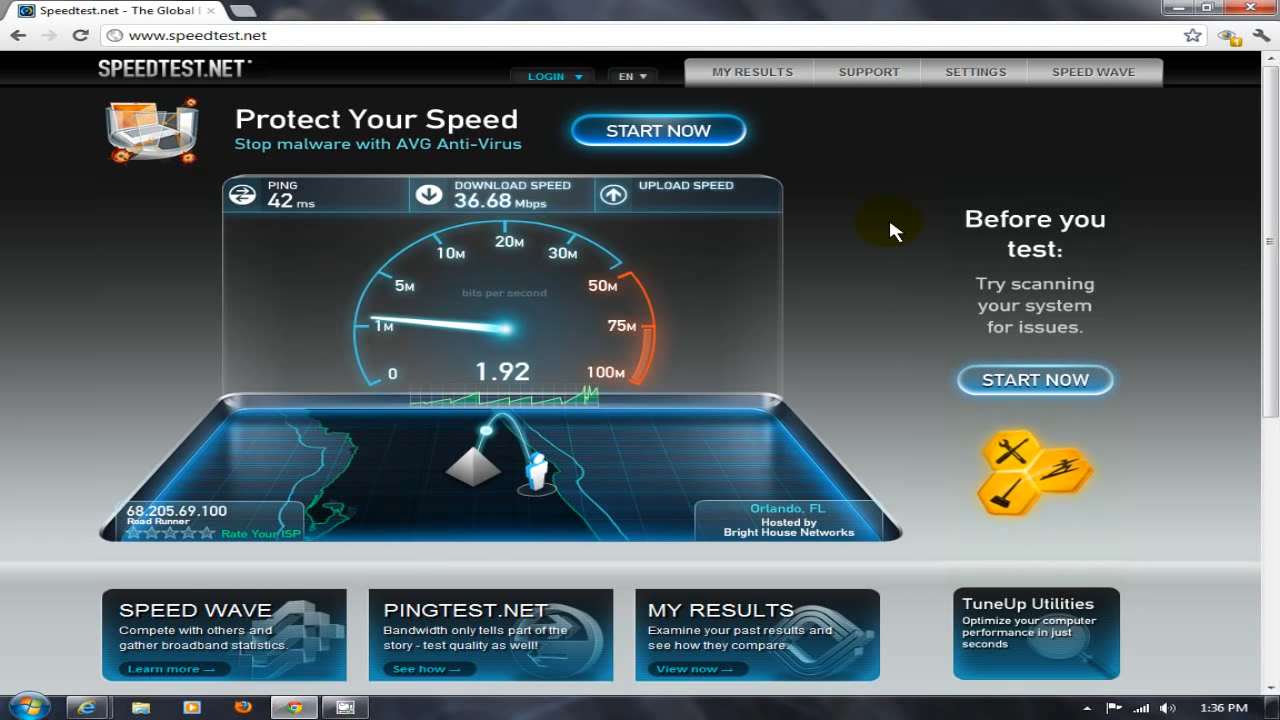 Speedtest.net - The Global
www.speedtest.net
SPEEDTEST.NET
LOGIN
EN
MY RESULTS
SUPPORT
SETTINGS
SPEED WAVE
Protect Your Speed
Stop malware with AVG Anti-Virus
START NOW
PING
42 ms
DOWNLOAD SPEED
36.68 Mbps
UPLOAD SPEED
20M
10M
30M
5M
50M
bits per second
1M
75M
0
1.92
100M
Before you
test:
Try scanning
your system
for issues.
START NOW
68.205.69.100
Road Runner
Rate Your ISP
Orlando, FL
Hosted by
Bright House Networks
SPEED WAVE
Compete with others and
gather broadband statistics.
Learn more
PINGTEST.NET
Bandwidth only tells part of the
story - test quality as well!
See how
MY RESULTS
Examine your past results and
see how they compare.
View now
TuneUp Utilities
Optimize your computer
performance in just
seconds
1:36 PM